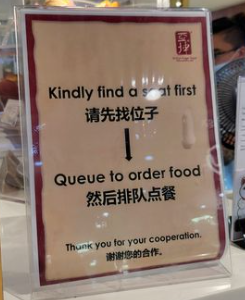 Kindly find a seat first
请先找位子
Queue to order food
然后排队点餐
Thank you for your cooperation.
谢谢您的合作。